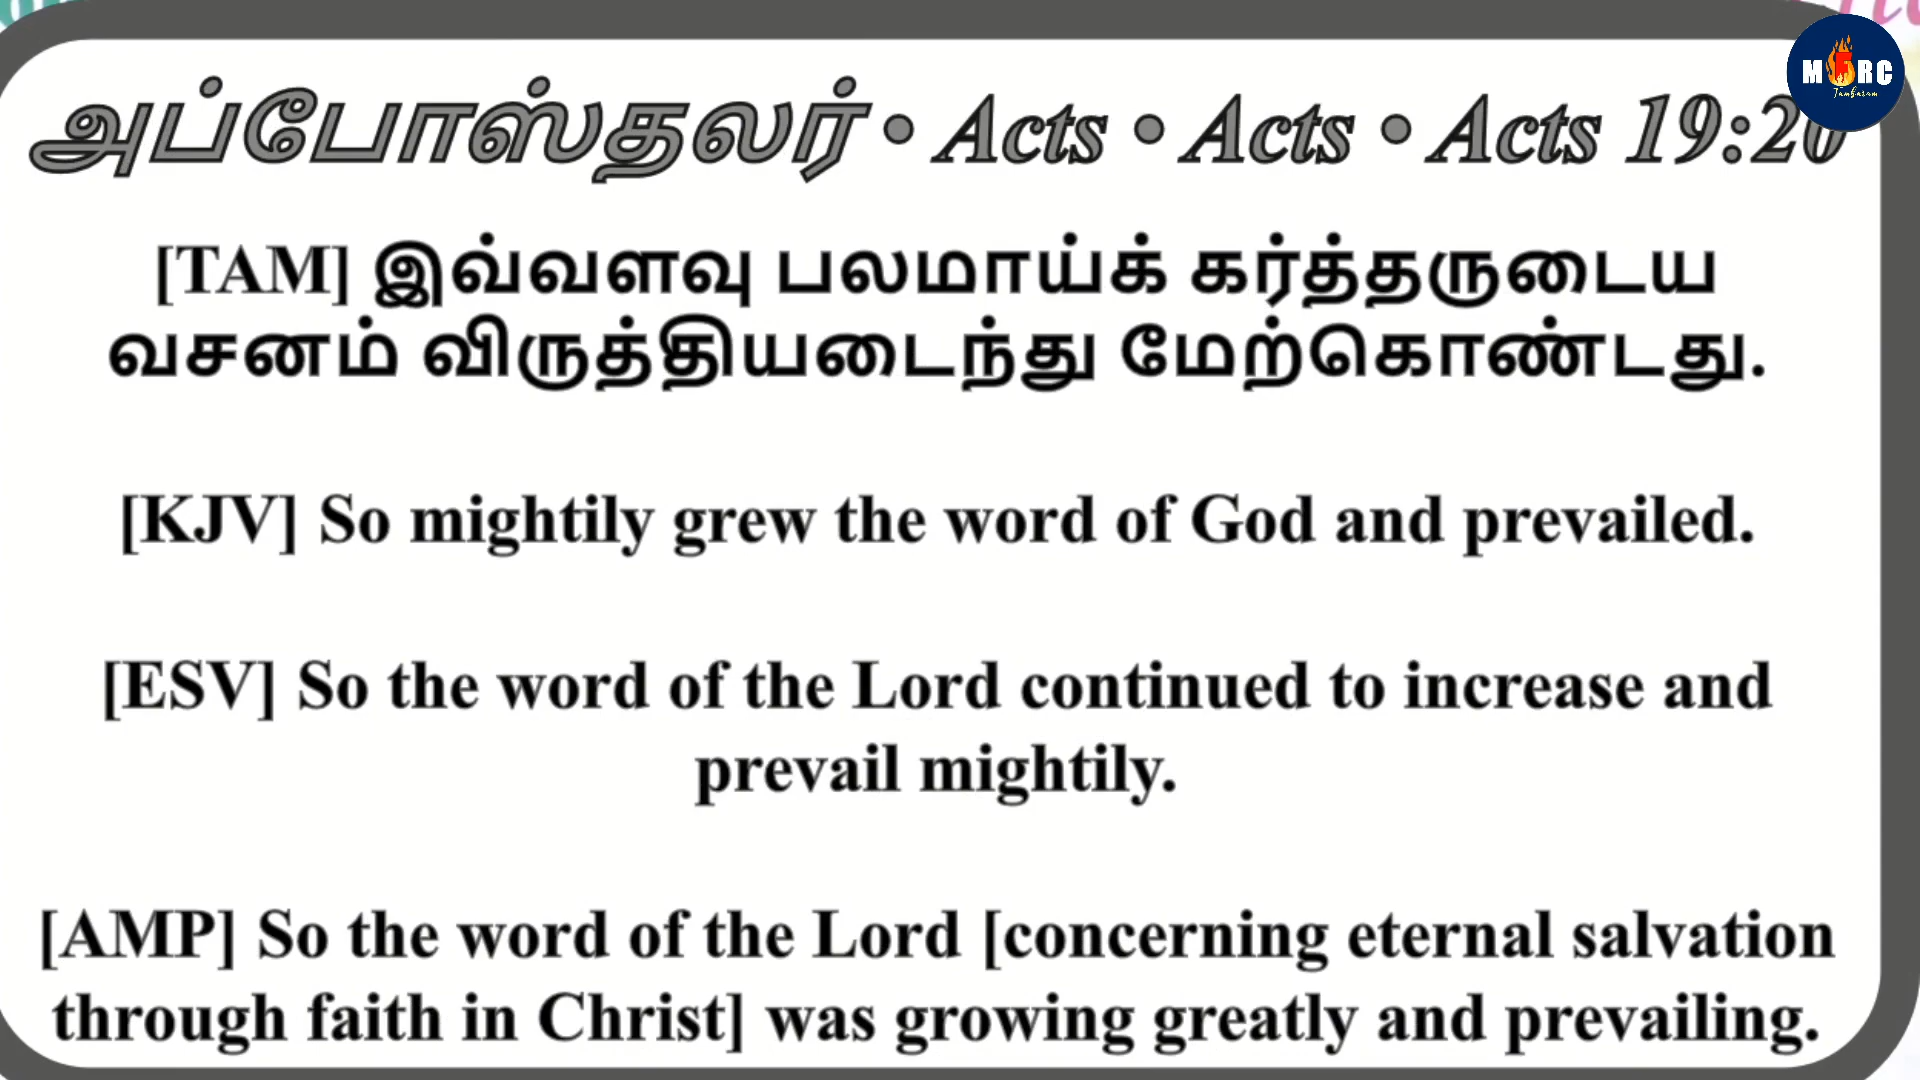 அப்போஸ்தலர் • Acts • Acts • Acts 19:20
MFRC
Tambaram
[TAM] இவ்வளவு பலமாய்க் கர்த்தருடைய
வசனம் விருத்தியடைந்து மேற்கொண்டது.
[KJV] So mightily grew the word of God and prevailed.
[ESV] So the word of the Lord continued to increase and
prevail mightily.
[AMP] So the word of the Lord [concerning eternal salvation
through faith in Christ] was growing greatly and prevailing.